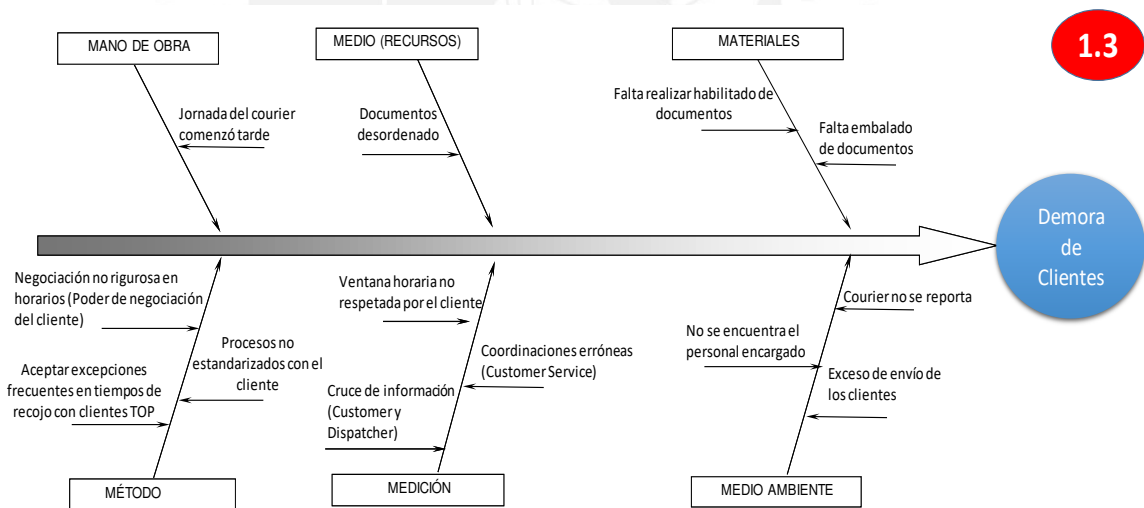 MANO DE OBRA
MEDIO (RECURSOS)
MATERIALES
1.3
Jornada del courier
comenzó tarde
Documentos
desordenado
Falta realizar habilitado de
documentos
Falta embalado
de documentos
Demora
de
Clientes
Negociación no rigurosa en
horarios (Poder de negociación
del cliente)
Procesos no
estandarizados con el
cliente
Aceptar excepciones
frecuentes en tiempos de
recojo con clientes TOP
Ventana horaria no
respetada por el cliente
Coordinaciones erróneas
(Customer Service)
Cruce de información
(Customer y
Dispatcher)
Courier no se reporta
No se encuentra el
personal encargado
Exceso de envío de
los clientes
MÉTODO
MEDICIÓN
MEDIO AMBIENTE